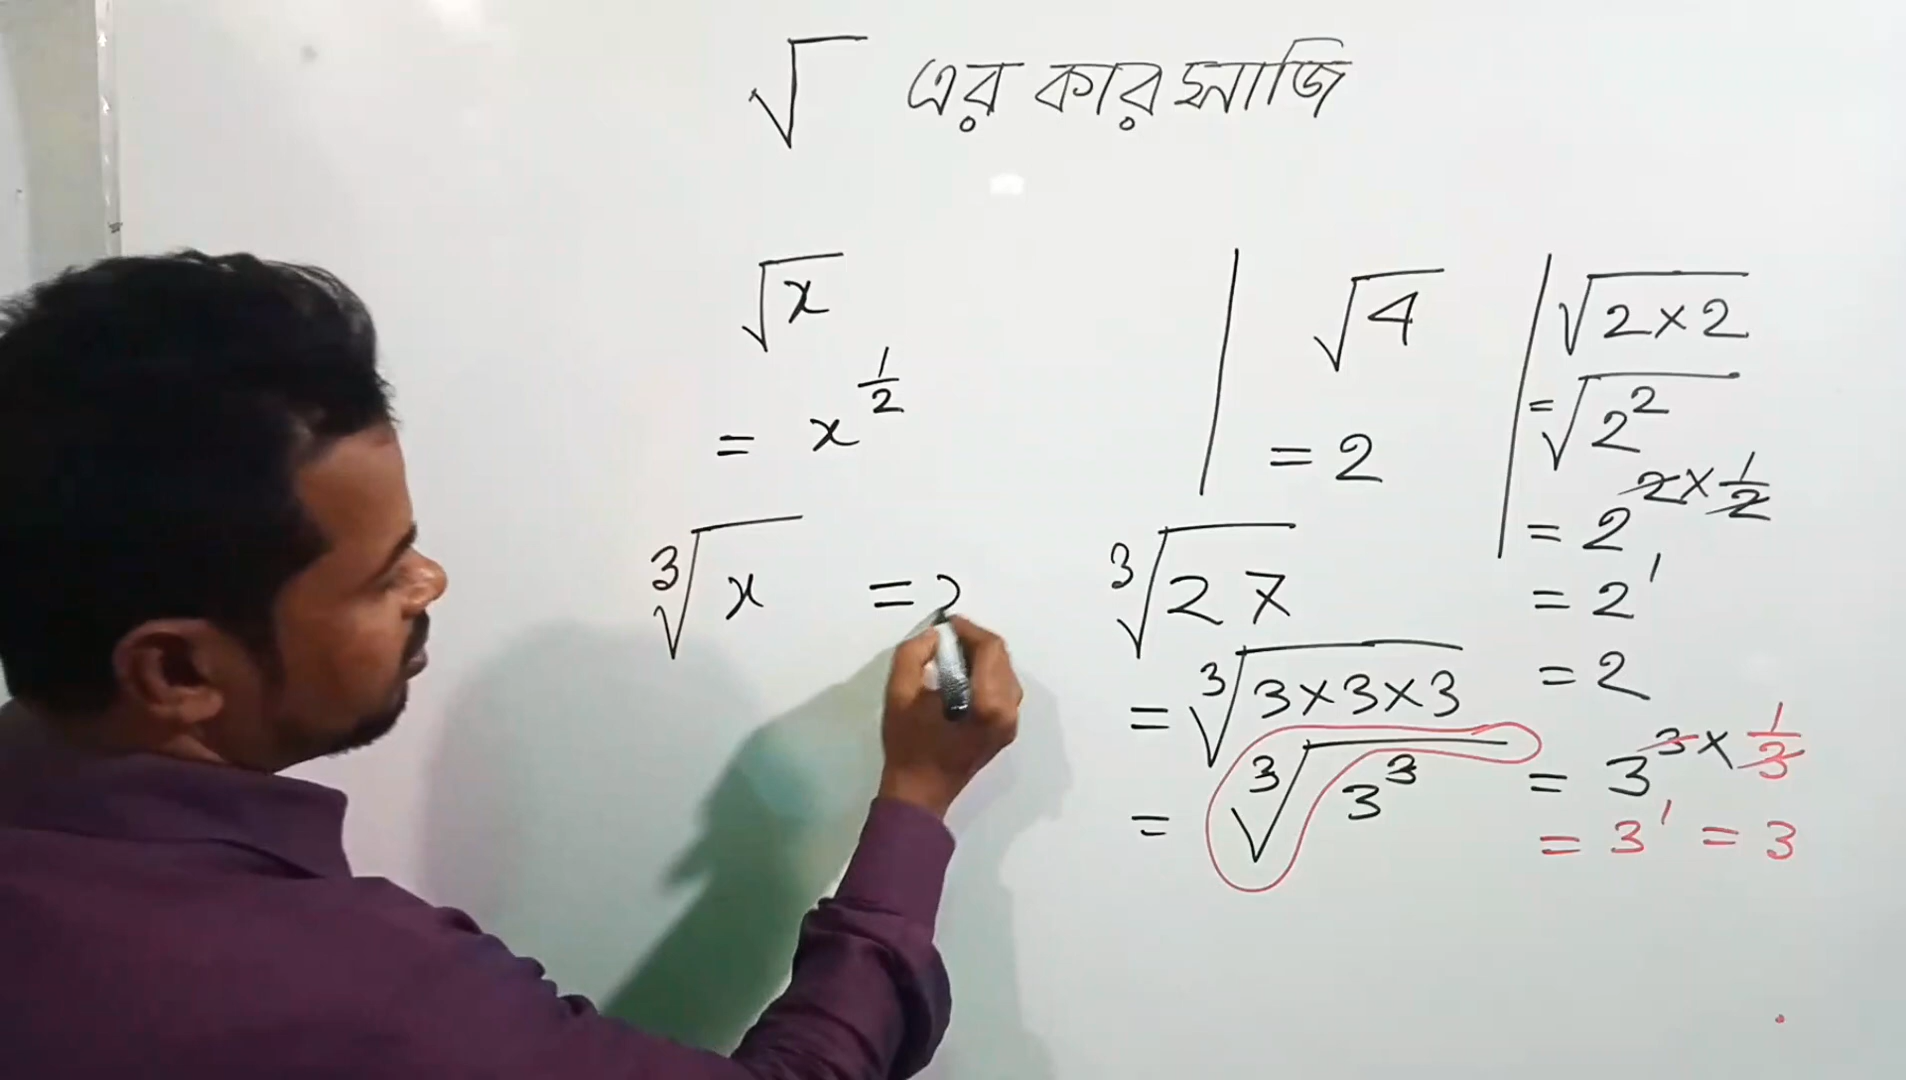 √ এর কারসাজি
√x
= x^1/2
∛x =
√4
= 2
√2×2
= √2²
= 2^2×1/2
= 2¹
= 2
∛27
= ∛3×3×3
= ∛3³ = 3^3×1/3
= 3¹ = 3